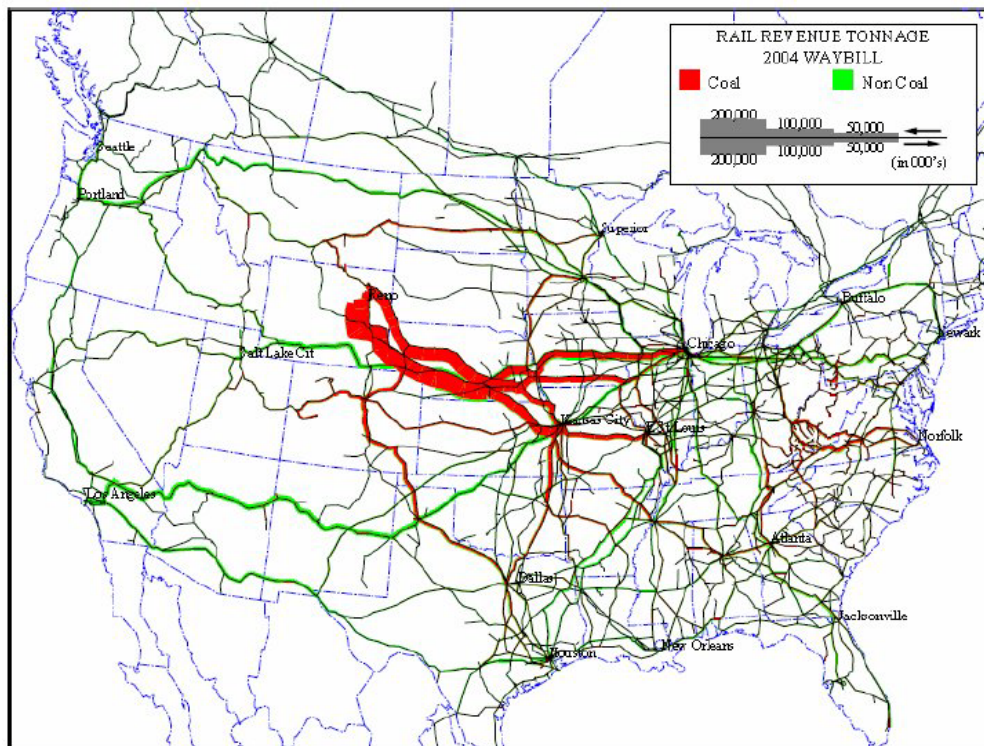 RAIL REVENUE TONNAGE
2004 WAYBILL
Coal
Non Coal
200,000 100,000 50,000
200,000 100,000 50,000
(in 000's)
Seattle
Portland
Superior
Reno
Buffalo
Newark
Chicago
Salt Lake Cit
Kansas City
E St Louis
Norfolk
Los Angeles
Atlanta
Dallas
Jacksonville
New Orleans
Houston